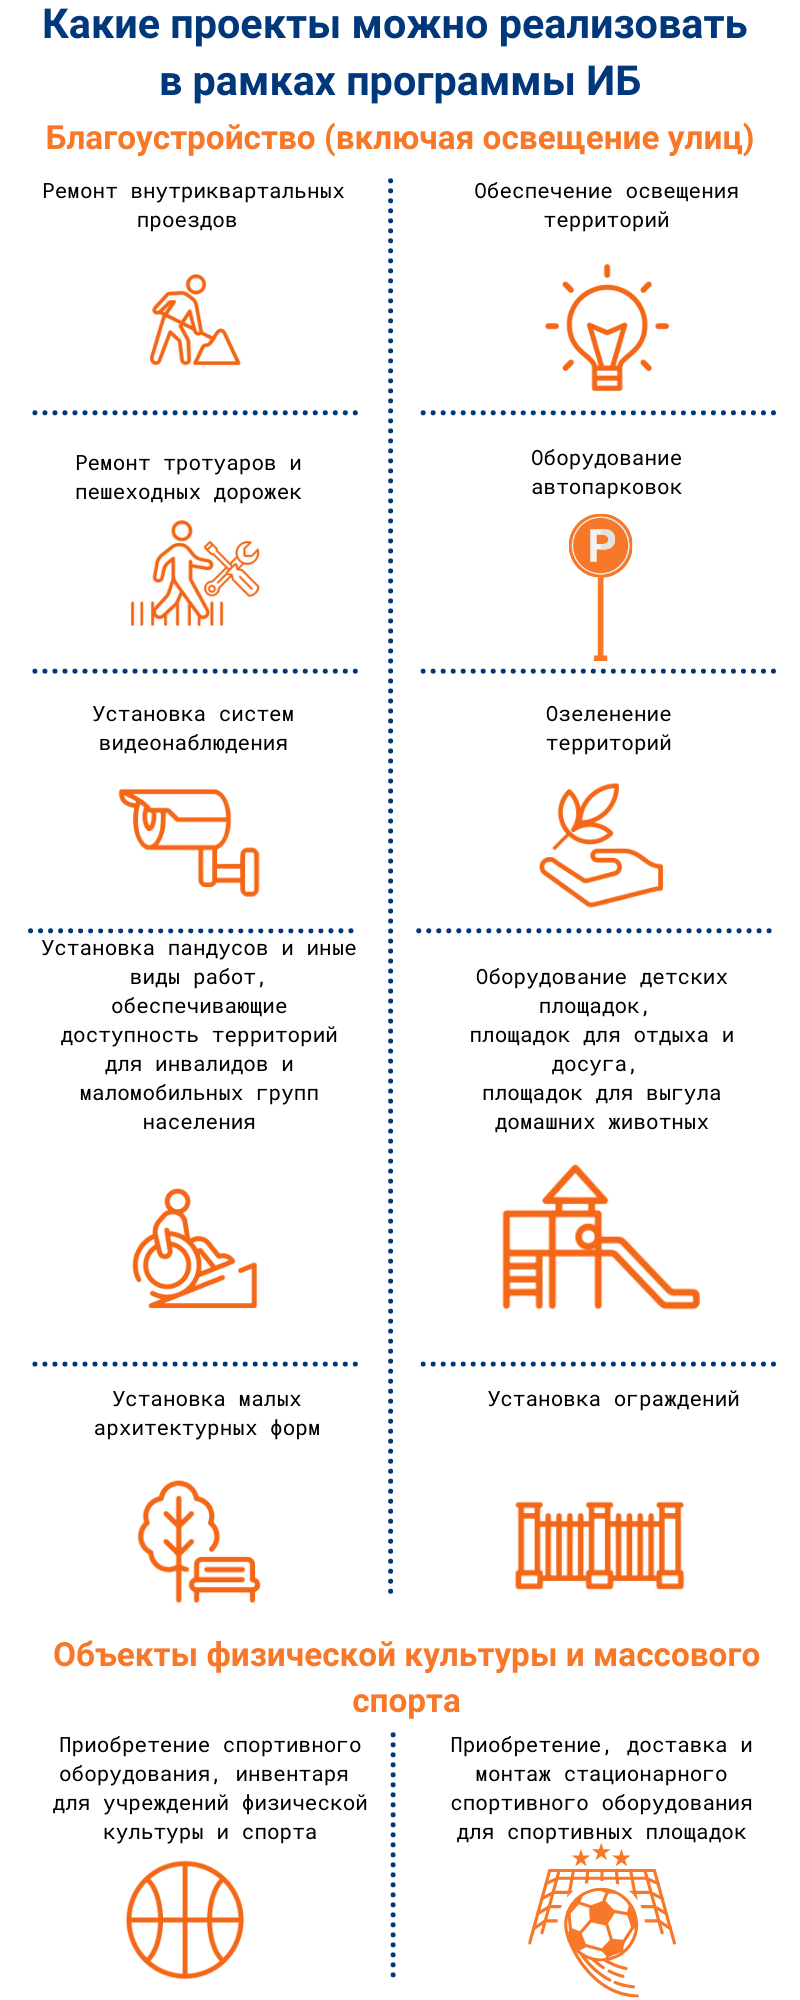 Какие проекты можно реализовать
в рамках программы ИБ
Благоустройство (включая освещение улиц)
Ремонт внутриквартальных
проездов
Обеспечение освещения
территорий
Ремонт тротуаров и
пешеходных дорожек
Оборудование
автопарковок
P
Установка систем
видеонаблюдения
Озеленение
территорий
Установка пандусов и иные
виды работ,
обеспечивающие
доступность территорий
для инвалидов и
маломобильных групп
населения
Оборудование детских
площадок,
площадок для отдыха и
досуга,
площадок для выгула
домашних животных
Установка малых
архитектурных форм
Установка ограждений
Объекты физической культуры и массового
спорта
Приобретение спортивного
оборудования, инвентаря
для учреждений физической
культуры и спорта
Приобретение, доставка и
монтаж стационарного
спортивного оборудования
для спортивных площадок